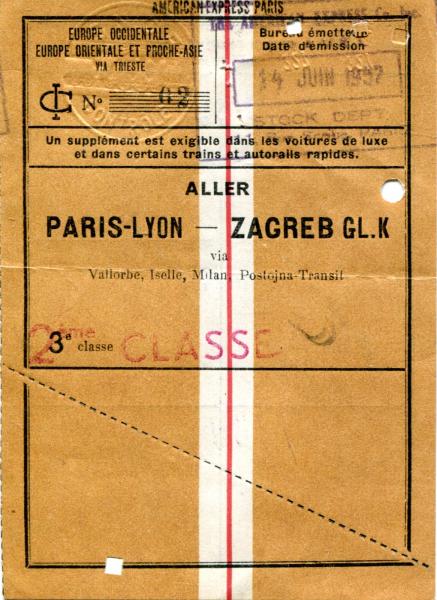 AMERICAN EXPRESS PARIS
EUROPE OCCIDENTALE
EUROPE ORIENTALE ET PROCHE-ASIE
VIA TRIESTE
Bureau émetteur
Date d'émission
14 JUIN 1957
STOCK DEPT
CI No 62
Un supplément est exigible dans les voitures de luxe
et dans certains trains et autorails rapides.
ALLER
PARIS-LYON — ZAGREB GL.K
via
Vallorbe, Iselle, Milan, Postojna-Transit
3e classe
2ème CLASSE